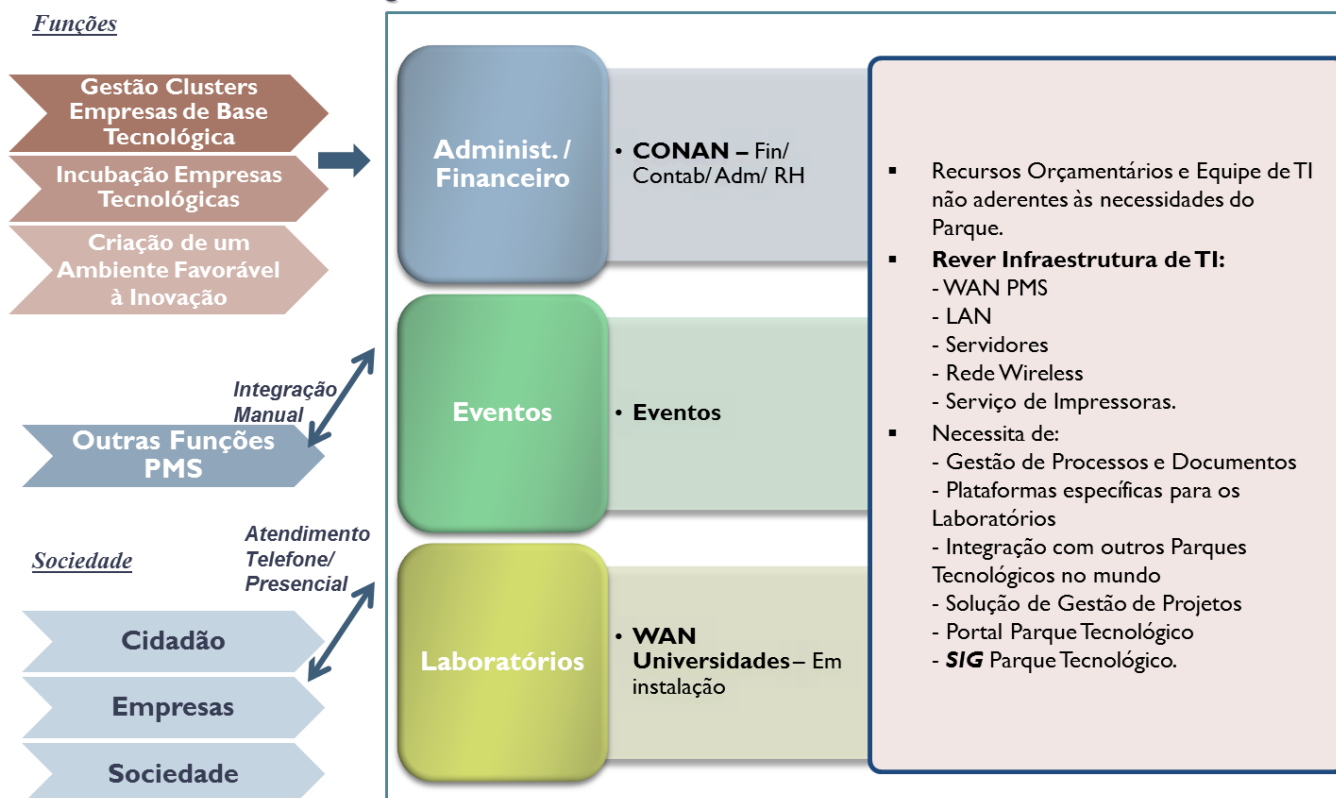 Funções
Gestão Clusters
Empresas de Base
Tecnológica
Incubação Empresas
Tecnológicas
Criação de um
Ambiente Favorável
à Inovação
Integração
Manual
Outras Funções
PMS
Atendimento
Telefone/
Presencial
Sociedade
Cidadão
Empresas
Sociedade
Administ. /
Financeiro
• CONAN – Fin/
Contab/ Adm/ RH
Eventos
• Eventos
Laboratórios
• WAN
Universidades – Em
instalação
▪ Recursos Orçamentários e Equipe de TI
não aderentes às necessidades do
Parque.
▪ Rever Infraestrutura de TI:
- WAN PMS
- LAN
- Servidores
- Rede Wireless
- Serviço de Impressoras.
▪ Necessita de:
- Gestão de Processos e Documentos
- Plataformas específicas para os
Laboratórios
- Integração com outros Parques
Tecnológicos no mundo
- Solução de Gestão de Projetos
- Portal Parque Tecnológico
- SIG Parque Tecnológico.